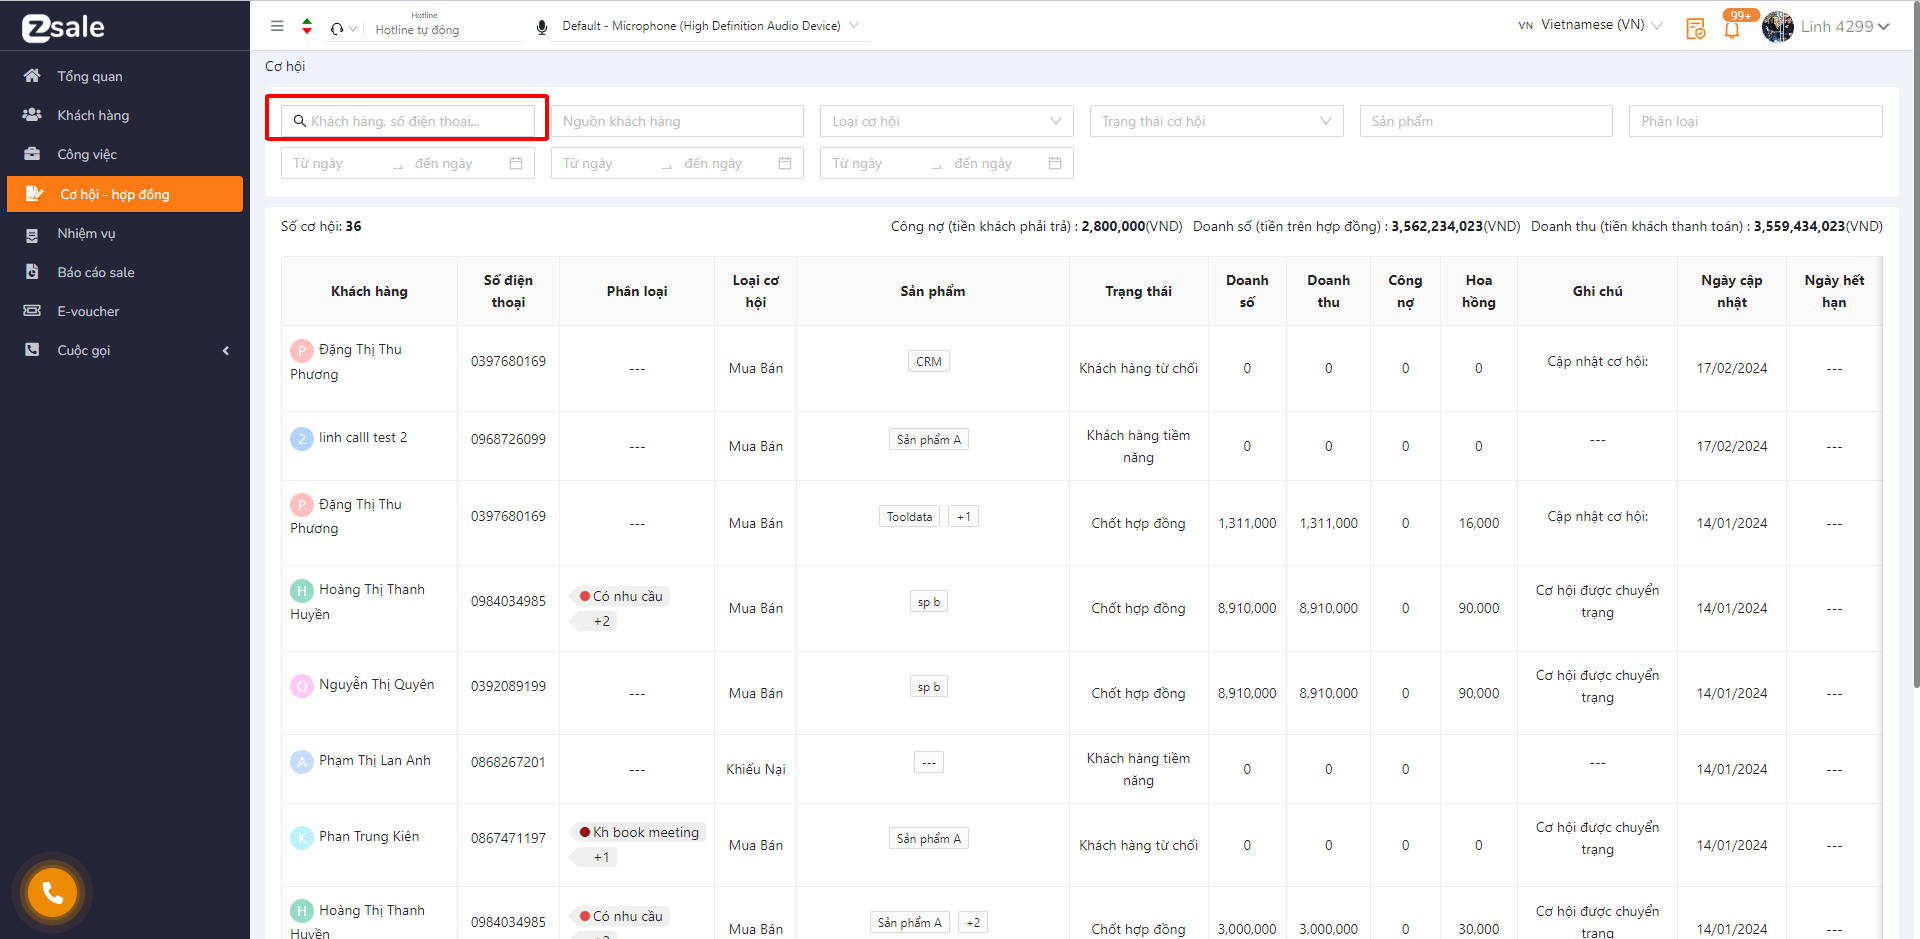 zsale
Hotline
Hotline tự động
Default - Microphone (High Definition Audio Device)
VN Vietnamese (VN)
99+
Linh 4299
Tổng quan
Khách hàng
Công việc
Cơ hội - hợp đồng
Nhiệm vụ
Báo cáo sale
E-voucher
Cuộc gọi
Cơ hội
Khách hàng, số điện thoại...
Nguồn khách hàng
Loại cơ hội
Trạng thái cơ hội
Sản phẩm
Phân loại
Từ ngày → đến ngày
Từ ngày → đến ngày
Từ ngày → đến ngày
Số cơ hội: 36
Công nợ (tiền khách phải trả) : 2,800,000(VND) Doanh số (tiền trên hợp đồng) : 3,562,234,023(VND) Doanh thu (tiền khách thanh toán) : 3,559,434,023(VND)
Khách hàng
Số điện
thoại
Phân loại
Loại cơ
hội
Sản phẩm
Trạng thái
Doanh
số
Doanh
thu
Công
nợ
Hoa
hồng
Ghi chú
Ngày cập
nhật
Ngày hết
hạn
P Đặng Thị Thu
Phương
0397680169
---
Mua Bán
CRM
Khách hàng từ chối
0
0
0
0
Cập nhật cơ hội:
17/02/2024
---
2 linh calll test 2
0968726099
---
Mua Bán
Sản phẩm A
Khách hàng tiềm
năng
0
0
0
0
---
17/02/2024
---
P Đặng Thị Thu
Phương
0397680169
---
Mua Bán
Tooldata +1
Chốt hợp đồng
1,311,000
1,311,000
0
16,000
Cập nhật cơ hội:
14/01/2024
---
H Hoàng Thị Thanh
Huyền
0984034985
Có nhu cầu
+2
Mua Bán
sp b
Chốt hợp đồng
8,910,000
8,910,000
0
90,000
Cơ hội được chuyển
trạng
14/01/2024
---
Q Nguyễn Thị Quyên
0392089199
---
Mua Bán
sp b
Chốt hợp đồng
8,910,000
8,910,000
0
90,000
Cơ hội được chuyển
trạng
14/01/2024
---
A Phạm Thị Lan Anh
0868267201
---
Khiếu Nại
---
Khách hàng tiềm
năng
0
0
0
---
14/01/2024
---
K Phan Trung Kiên
0867471197
Kh book meeting
+1
Mua Bán
Sản phẩm A
Khách hàng từ chối
0
0
0
0
Cơ hội được chuyển
trạng
14/01/2024
---
H Hoàng Thị Thanh
Huyền
0984034985
Có nhu cầu
Mua Bán
Sản phẩm A +2
Chốt hợp đồng
3,000,000
3,000,000
0
30,000
Cơ hội được chuyển
trạng
14/01/2024
---